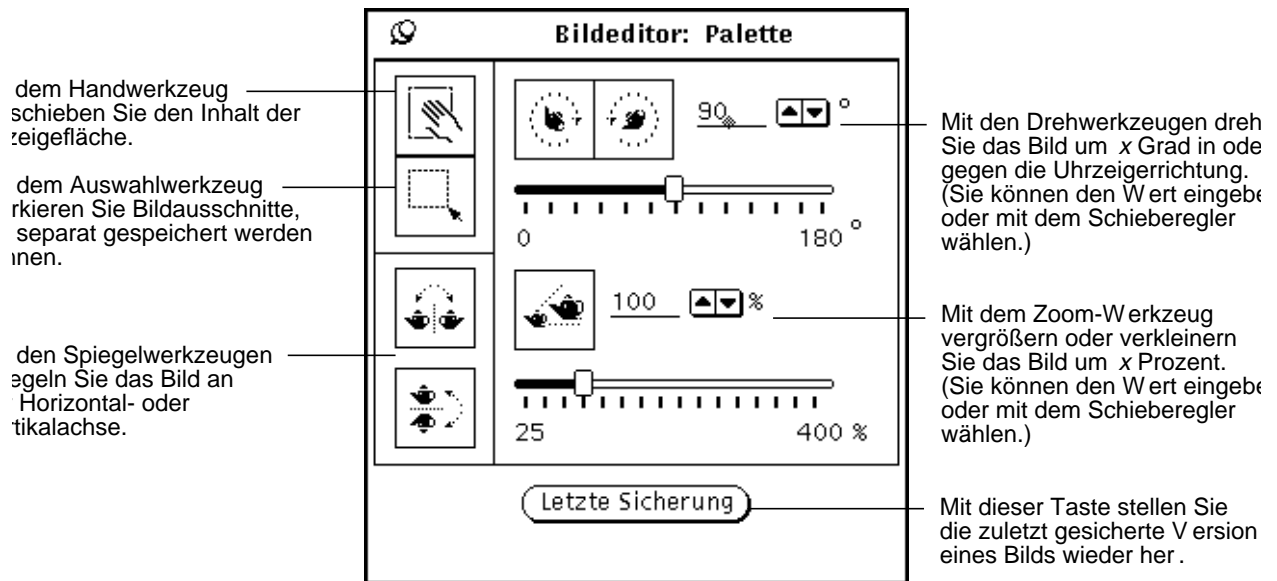 Bildeditor: Palette
dem Handwerkzeug
schieben Sie den Inhalt der
zeigefläche.
dem Auswahlwerkzeug
rkieren Sie Bildausschnitte,
separat gespeichert werden
nnen.
den Spiegelwerkzeugen
egeln Sie das Bild an
Horizontal- oder
tikalachse.
90 °
0 180 °
100 %
25 400 %
Letzte Sicherung
Mit den Drehwerkzeugen dreh
Sie das Bild um x Grad in ode
gegen die Uhrzeigerrichtung.
(Sie können den W ert eingebe
oder mit dem Schieberegler
wählen.)
Mit dem Zoom-W erkzeug
vergrößern oder verkleinern
Sie das Bild um x Prozent.
(Sie können den W ert eingebe
oder mit dem Schieberegler
wählen.)
Mit dieser Taste stellen Sie
die zuletzt gesicherte V ersion
eines Bilds wieder her .